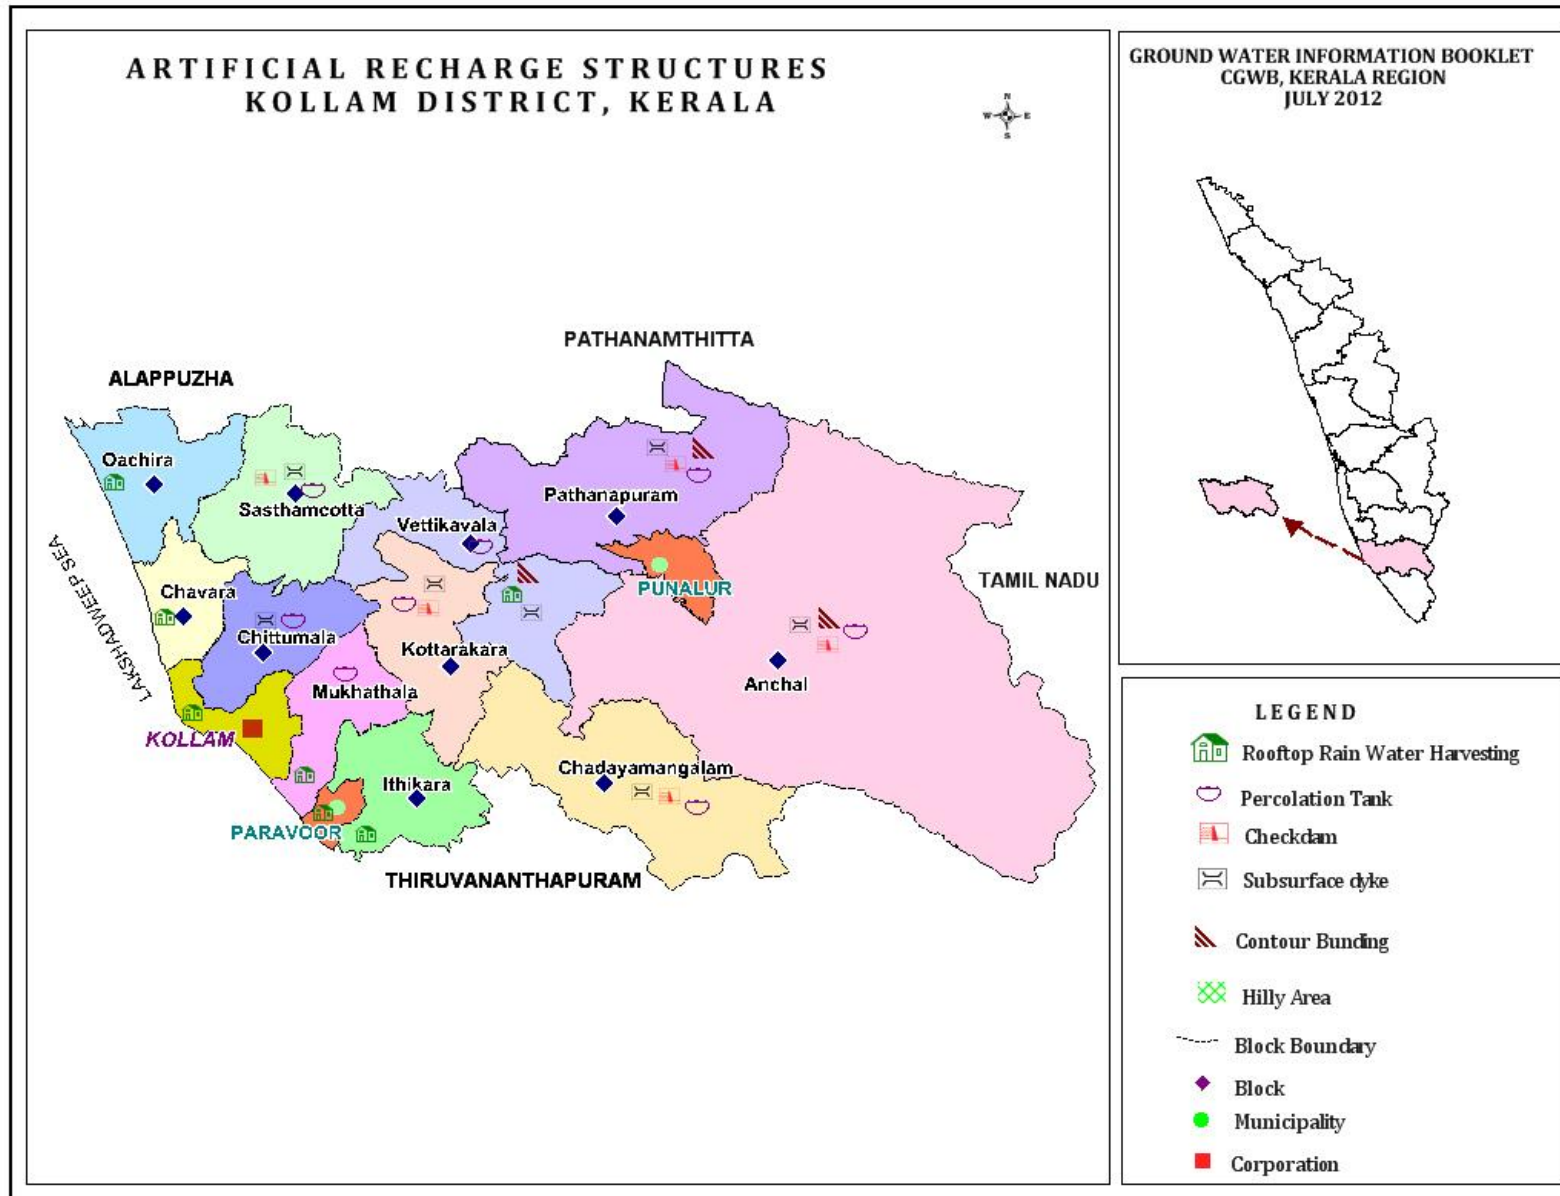 ARTIFICIAL RECHARGE STRUCTURES
KOLLAM DISTRICT, KERALA
N
W E
S
PATHANAMTHITTA
ALAPPUZHA
Oachira
Sasthamcotta
Pathanapuram
Vettikavala
LAKSHADWEEP SEA
TAMIL NADU
PUNALUR
Chavara
Chittumala
Kottarakara
Mukhathala
Anchal
KOLLAM
Chadayamangalam
Ithikara
PARAVOOR
THIRUVANANTHAPURAM
GROUND WATER INFORMATION BOOKLET
CGWB, KERALA REGION
JULY 2012
LEGEND
Rooftop Rain Water Harvesting
Percolation Tank
Checkdam
Subsurface dyke
Contour Bunding
Hilly Area
Block Boundary
Block
Municipality
Corporation